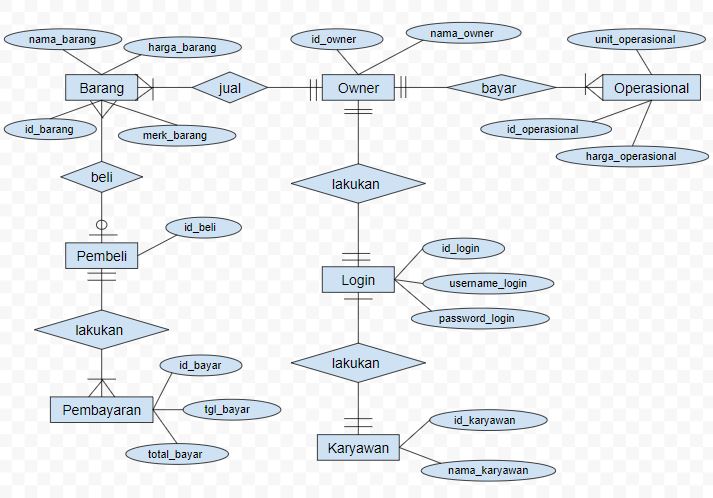 nama_barang
harga_barang
id_owner
nama_owner
unit_operasional
Barang
jual
Owner
bayar
Operasional
id_barang
merk_barang
id_operasional
harga_operasional
beli
lakukan
id_beli
Pembeli
id_login
Login
username_login
password_login
lakukan
lakukan
id_bayar
Pembayaran
tgl_bayar
total_bayar
id_karyawan
Karyawan
nama_karyawan